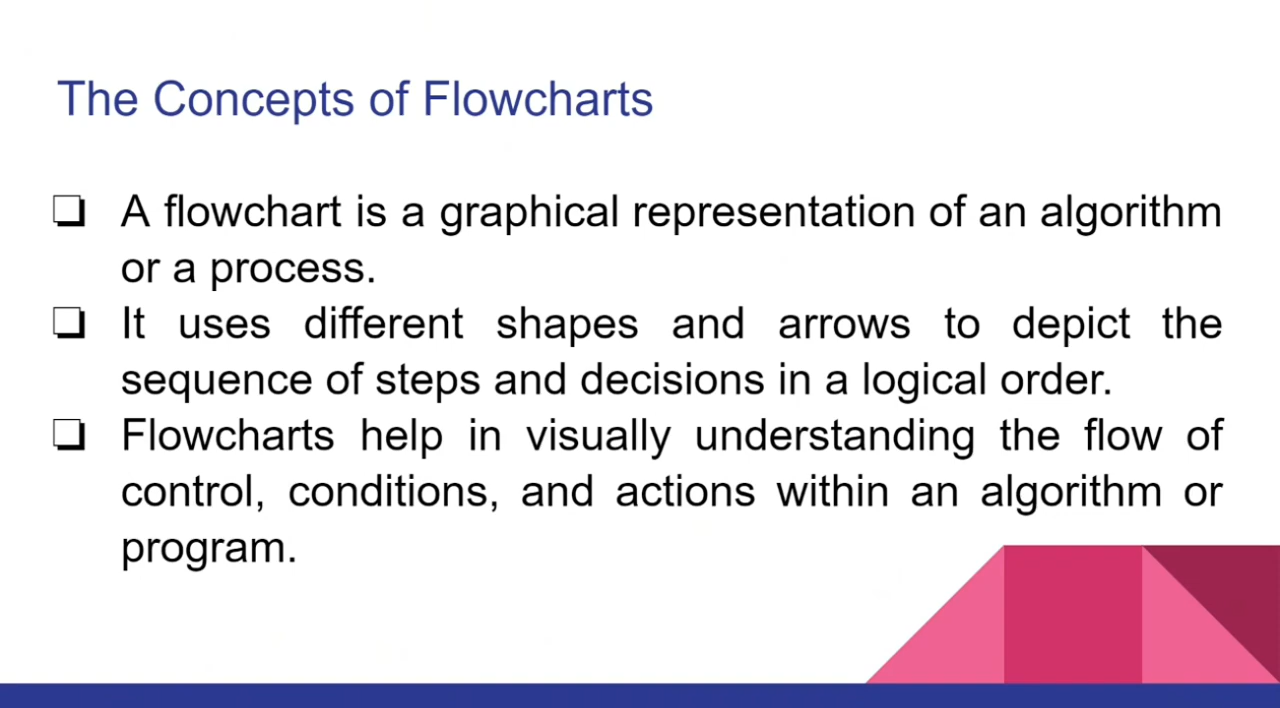 The Concepts of Flowcharts
❏ A flowchart is a graphical representation of an algorithm
or a process.
❏ It uses different shapes and arrows to depict the
sequence of steps and decisions in a logical order.
❏ Flowcharts help in visually understanding the flow of
control, conditions, and actions within an algorithm or
program.